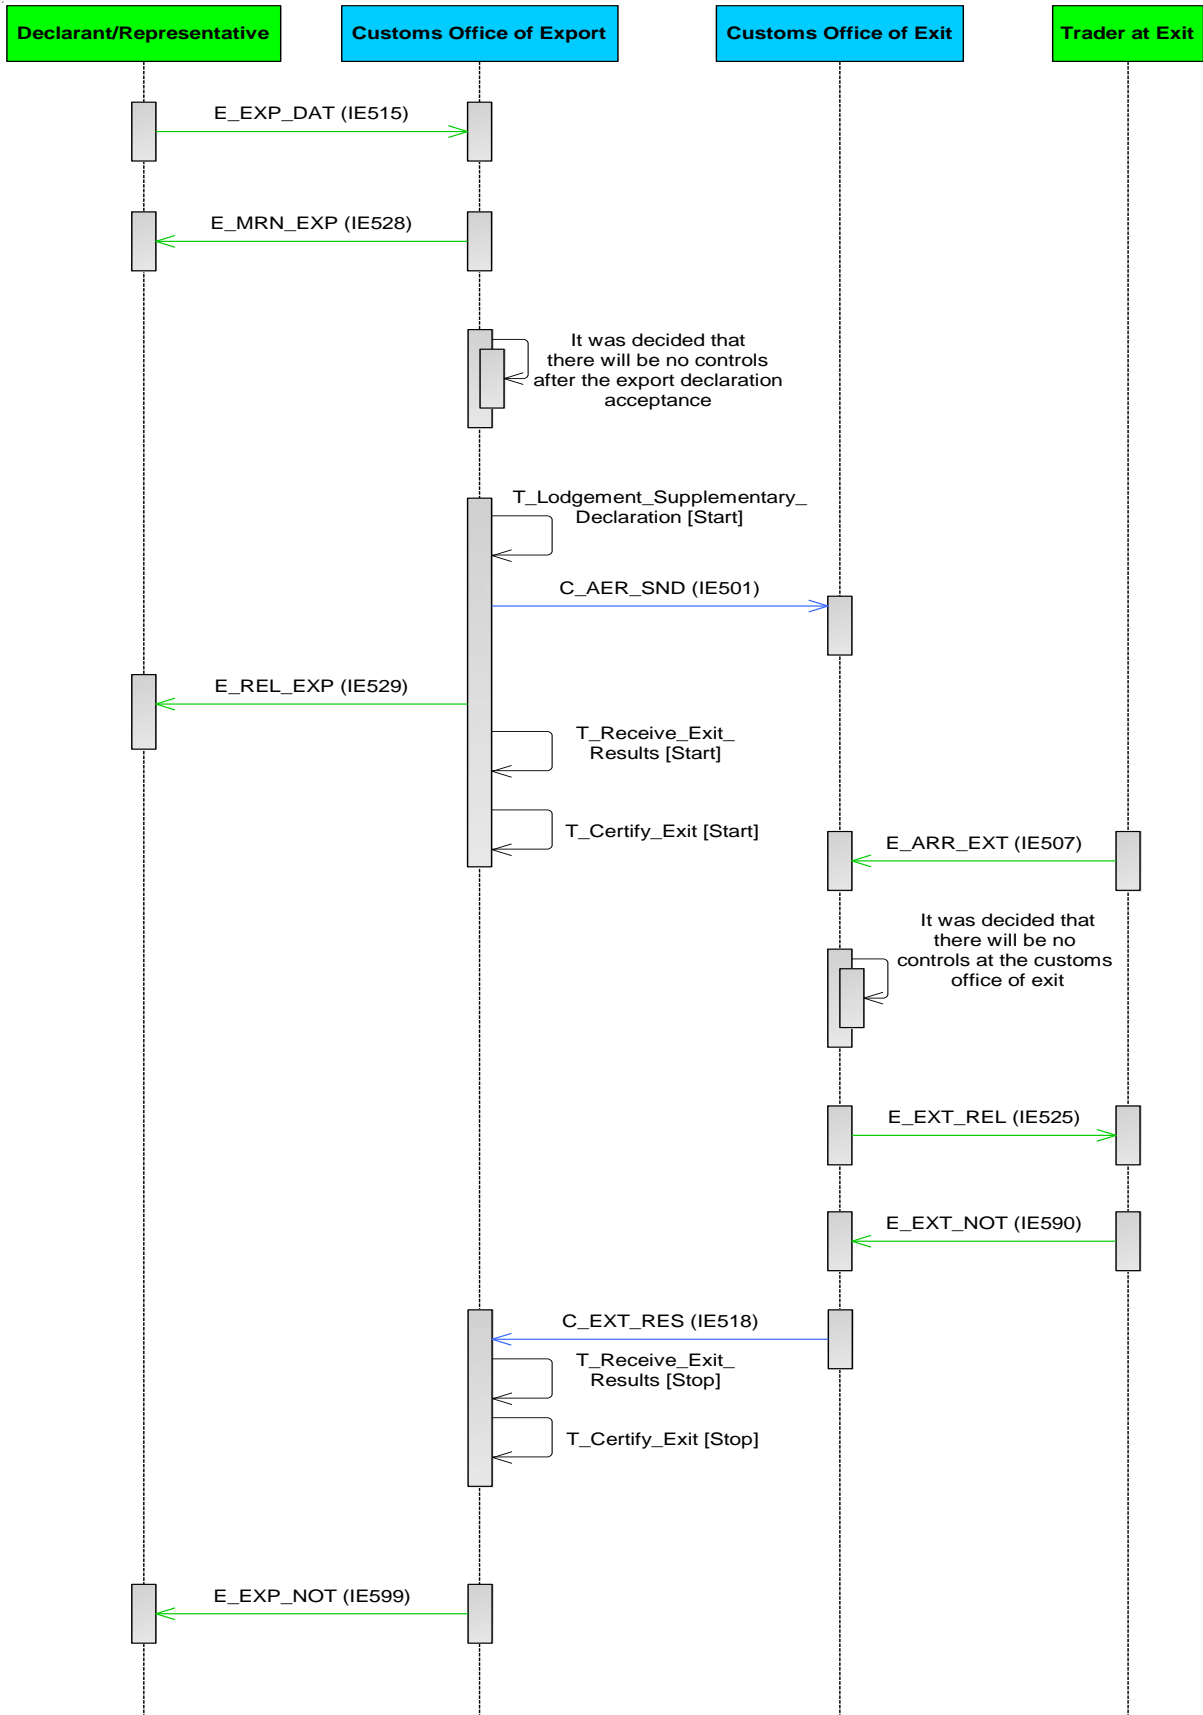 Declarant/Representative
Customs Office of Export
Customs Office of Exit
Trader at Exit
E_EXP_DAT (IE515)
E_MRN_EXP (IE528)
It was decided that
there will be no controls
after the export declaration
acceptance
T_Lodgement_Supplementary_
Declaration [Start]
C_AER_SND (IE501)
E_REL_EXP (IE529)
T_Receive_Exit_
Results [Start]
T_Certify_Exit [Start]
E_ARR_EXT (IE507)
It was decided that
there will be no
controls at the customs
office of exit
E_EXT_REL (IE525)
E_EXT_NOT (IE590)
C_EXT_RES (IE518)
T_Receive_Exit_
Results [Stop]
T_Certify_Exit [Stop]
E_EXP_NOT (IE599)